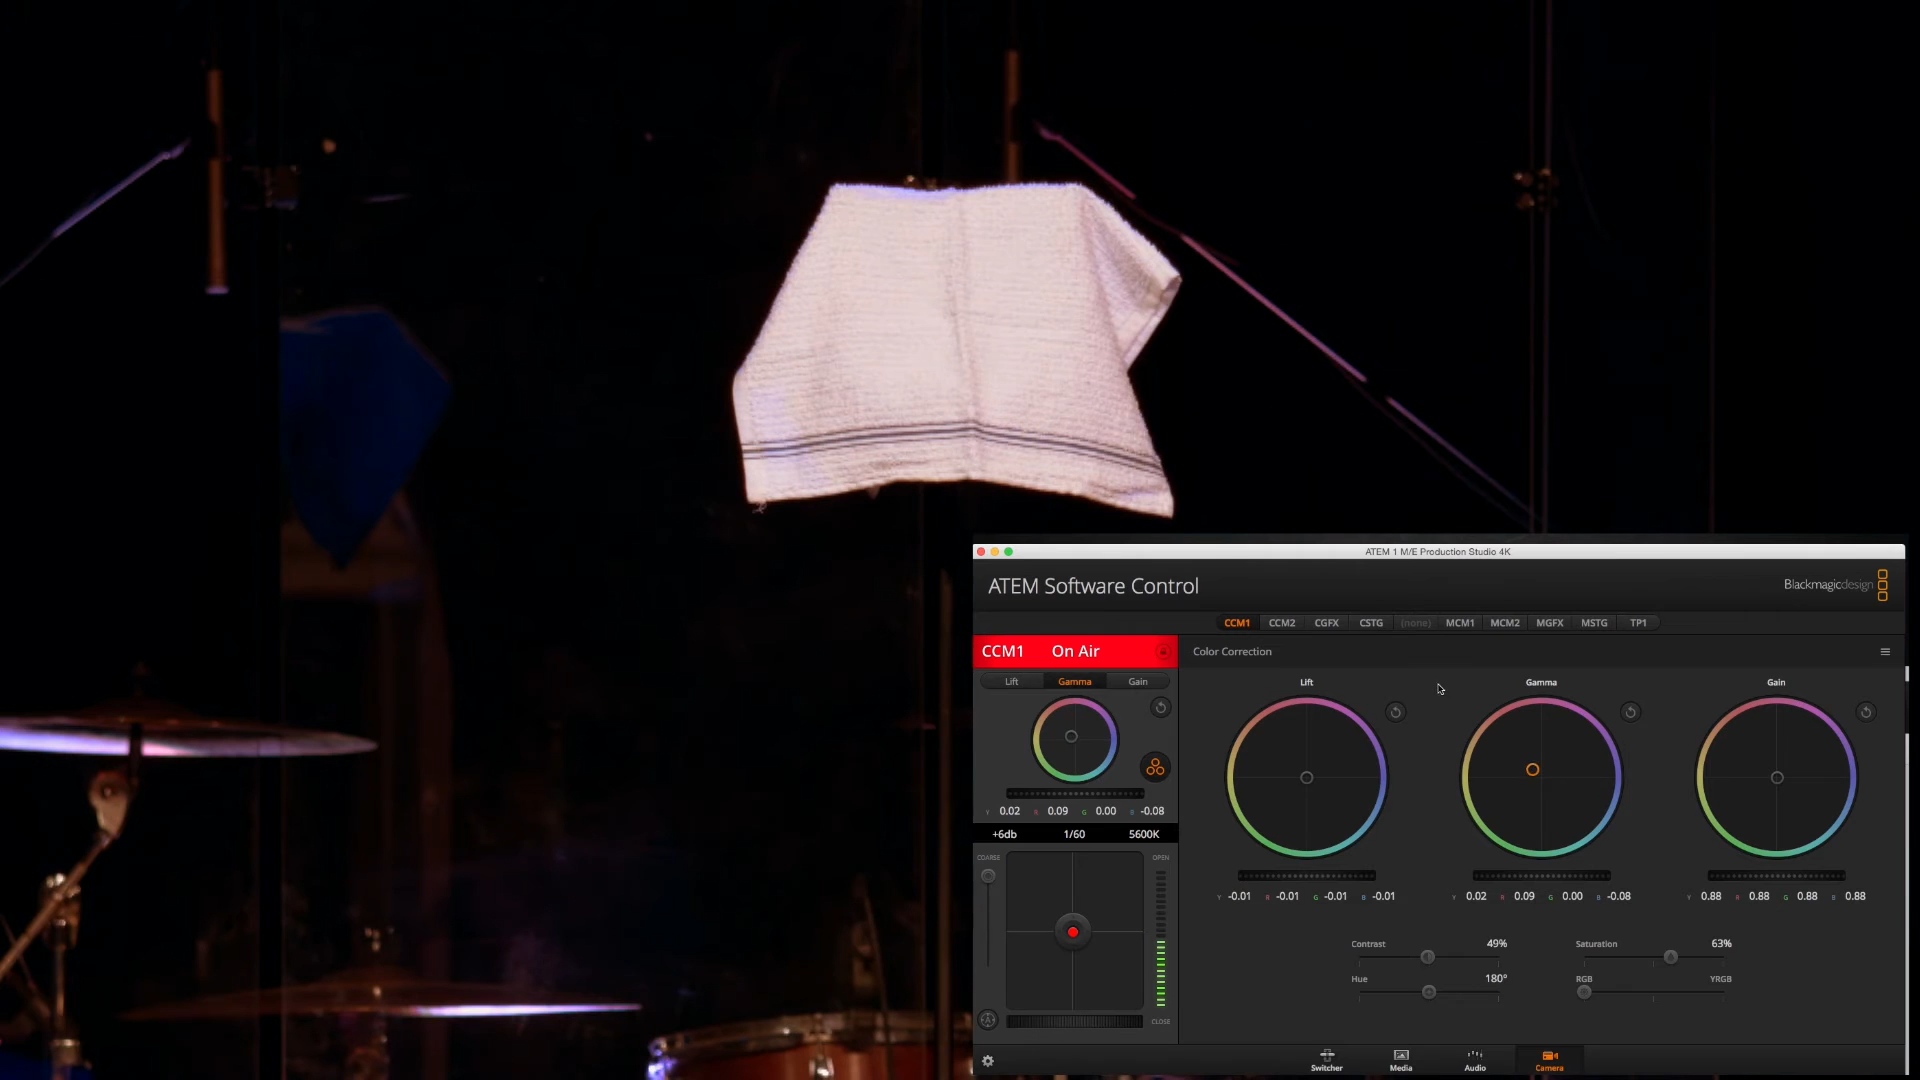 ATEM 1 M/E Production Studio 4K
ATEM Software Control
Blackmagicdesign
CCM1 CCM2 CGFX CSTG (none) MCM1 MCM2 MGFX MSTG TP1
CCM1 On Air
Color Correction
Lift Gamma Gain
Lift Gamma Gain
Y 0.02 R 0.09 G 0.00 B -0.08
+6db 1/60 5600K
COARSE OPEN
CLOSE
Y -0.01 R -0.01 G -0.01 B -0.01
Y 0.02 R 0.09 G 0.00 B -0.08
Y 0.88 R 0.88 G 0.88 B 0.88
Contrast 49% Saturation 63%
Hue 180° RGB YRGB
Switcher Media Audio Camera